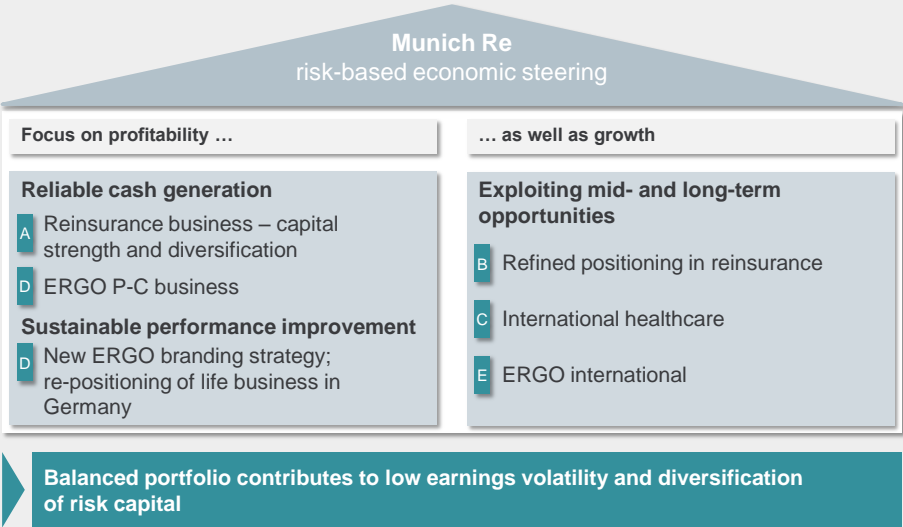 Munich Re
risk-based economic steering
Focus on profitability …
… as well as growth
Reliable cash generation
A
Reinsurance business – capital
strength and diversification
D
ERGO P-C business
Sustainable performance improvement
D
New ERGO branding strategy;
re-positioning of life business in
Germany
Exploiting mid- and long-term
opportunities
B
Refined positioning in reinsurance
C
International healthcare
E
ERGO international
Balanced portfolio contributes to low earnings volatility and diversification
of risk capital